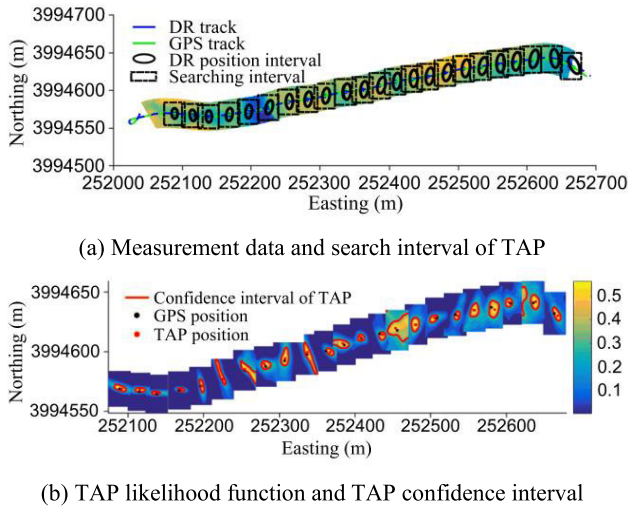 3994700
3994650
3994600
3994550
3994500
Northing (m)
DR track
GPS track
DR position interval
Searching interval
252000 252100 252200 252300 252400 252500 252600 252700
Easting (m)
(a) Measurement data and search interval of TAP
3994650
3994600
3994550
Northing (m)
Confidence interval of TAP
GPS position
TAP position
0.5
0.4
0.3
0.2
0.1
252100 252200 252300 252400 252500 252600
Easting (m)
(b) TAP likelihood function and TAP confidence interval